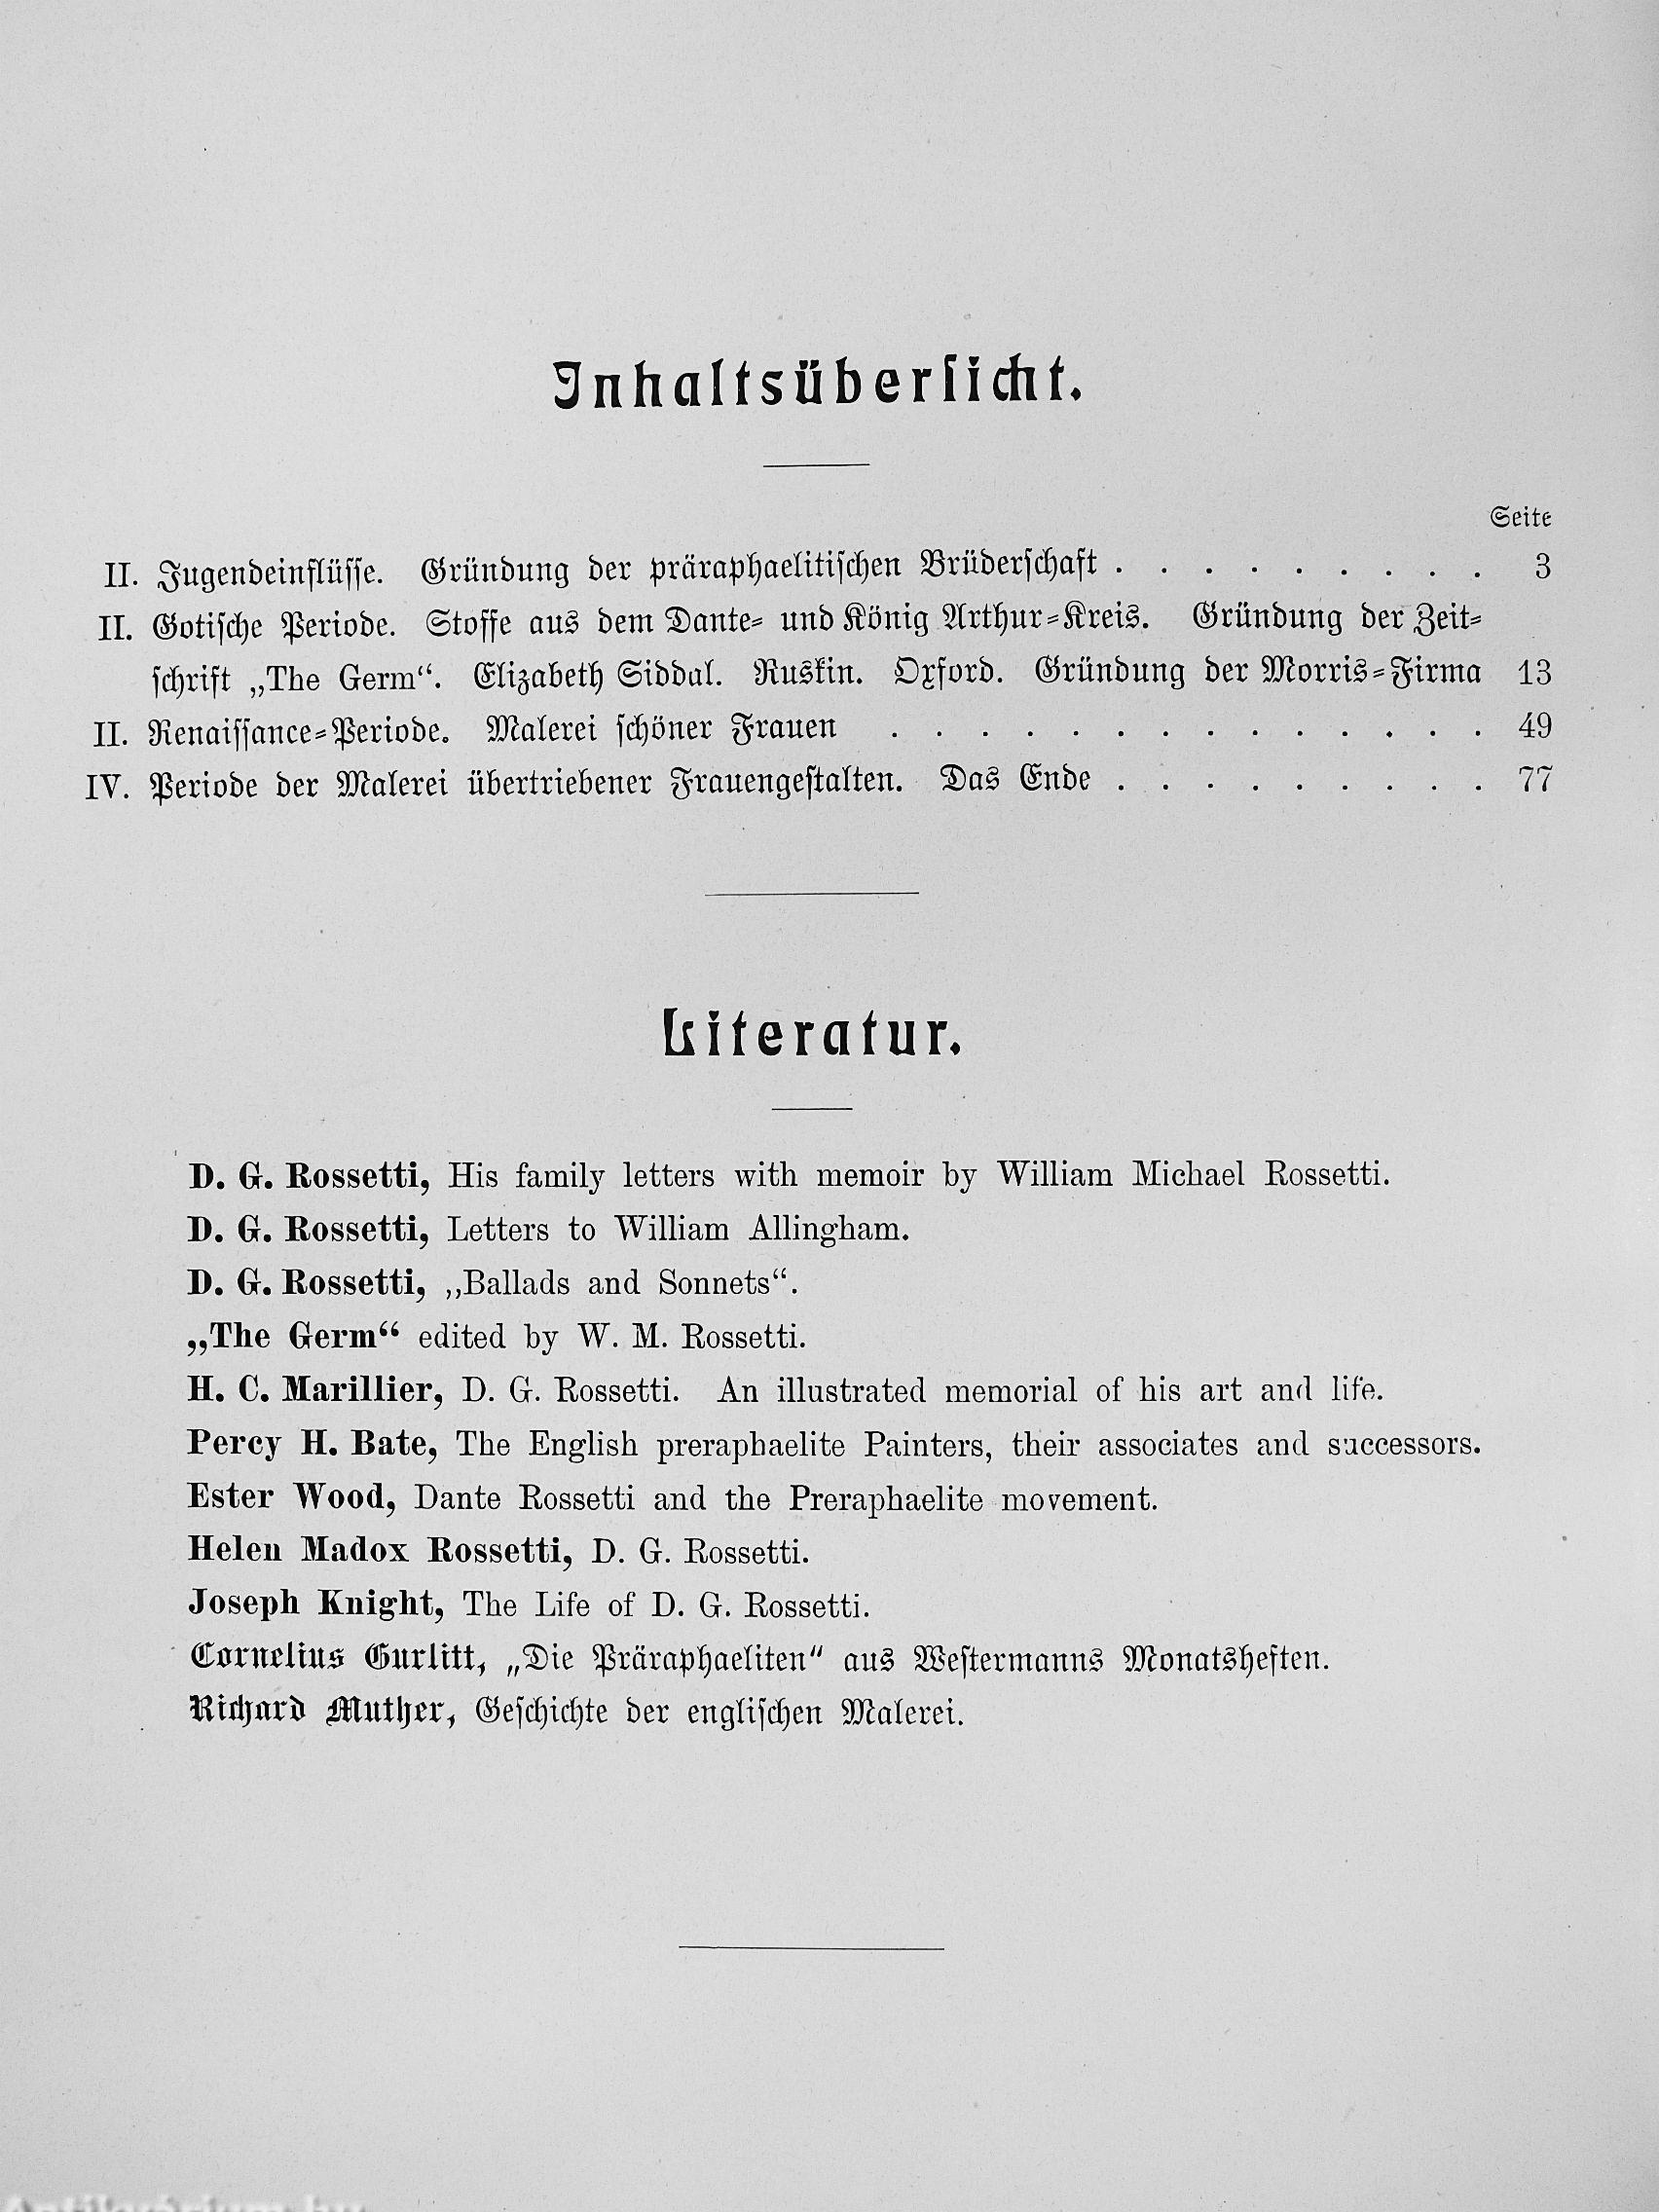 Inhaltsüberſicht.
Seite
II. Jugendeinflüſſe. Gründung der präraphaelitiſchen Brüderſchaft . . . . . . . . . 3
II. Gotiſche Periode. Stoffe aus dem Dante- und König Arthur-Kreis. Gründung der Zeit-
ſchrift „The Germ“. Elizabeth Siddal. Ruskin. Oxford. Gründung der Morris-Firma 13
II. Renaiſſance-Periode. Malerei ſchöner Frauen . . . . . . . . . . . . . . 49
IV. Periode der Malerei übertriebener Frauengeſtalten. Das Ende . . . . . . . . . 77
Literatur.
D. G. Rossetti, His family letters with memoir by William Michael Rossetti.
D. G. Rossetti, Letters to William Allingham.
D. G. Rossetti, „Ballads and Sonnets“.
„The Germ“ edited by W. M. Rossetti.
H. C. Marillier, D. G. Rossetti. An illustrated memorial of his art and life.
Percy H. Bate, The English preraphaelite Painters, their associates and successors.
Ester Wood, Dante Rossetti and the Preraphaelite movement.
Helen Madox Rossetti, D. G. Rossetti.
Joseph Knight, The Life of D. G. Rossetti.
Cornelius Gurlitt, „Die Präraphaeliten“ aus Weſtermanns Monatsheften.
Richard Muther, Geſchichte der engliſchen Malerei.